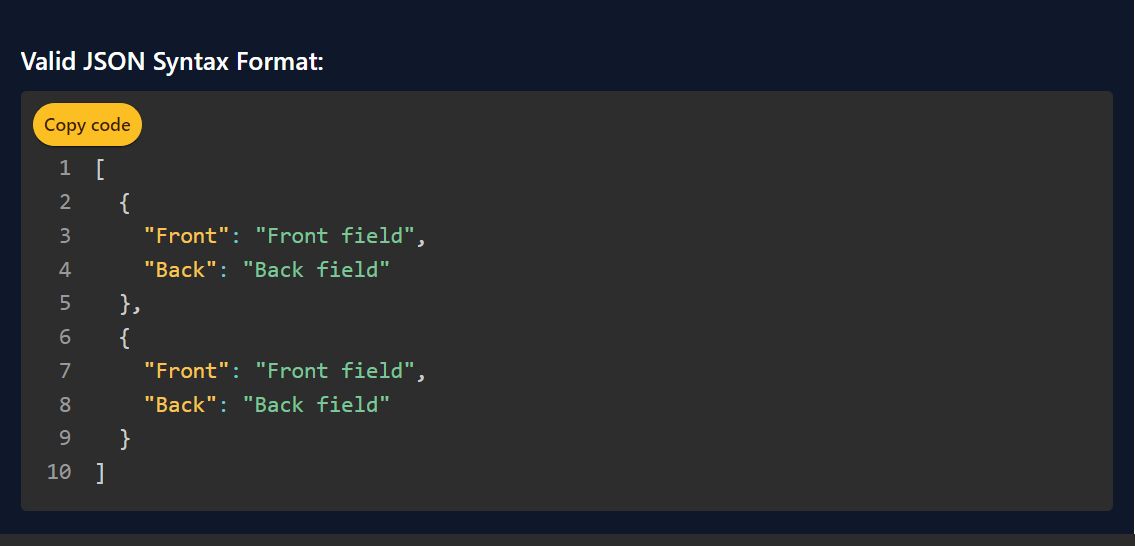 Valid JSON Syntax Format:
Copy code
1 [
2   {
3     "Front": "Front field",
4     "Back": "Back field"
5   },
6   {
7     "Front": "Front field",
8     "Back": "Back field"
9   }
10 ]